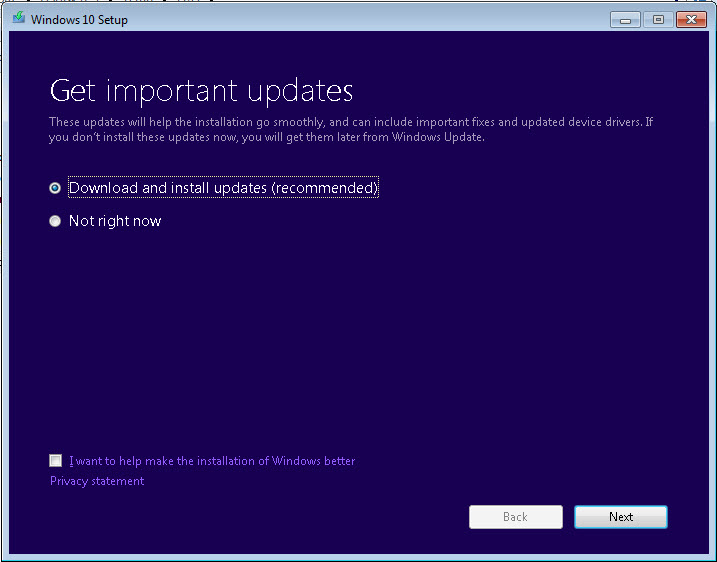 Windows 10 Setup
Get important updates
These updates will help the installation go smoothly, and can include important fixes and updated device drivers. If
you don't install these updates now, you will get them later from Windows Update.
Download and install updates (recommended)
Not right now
I want to help make the installation of Windows better
Privacy statement
Back
Next